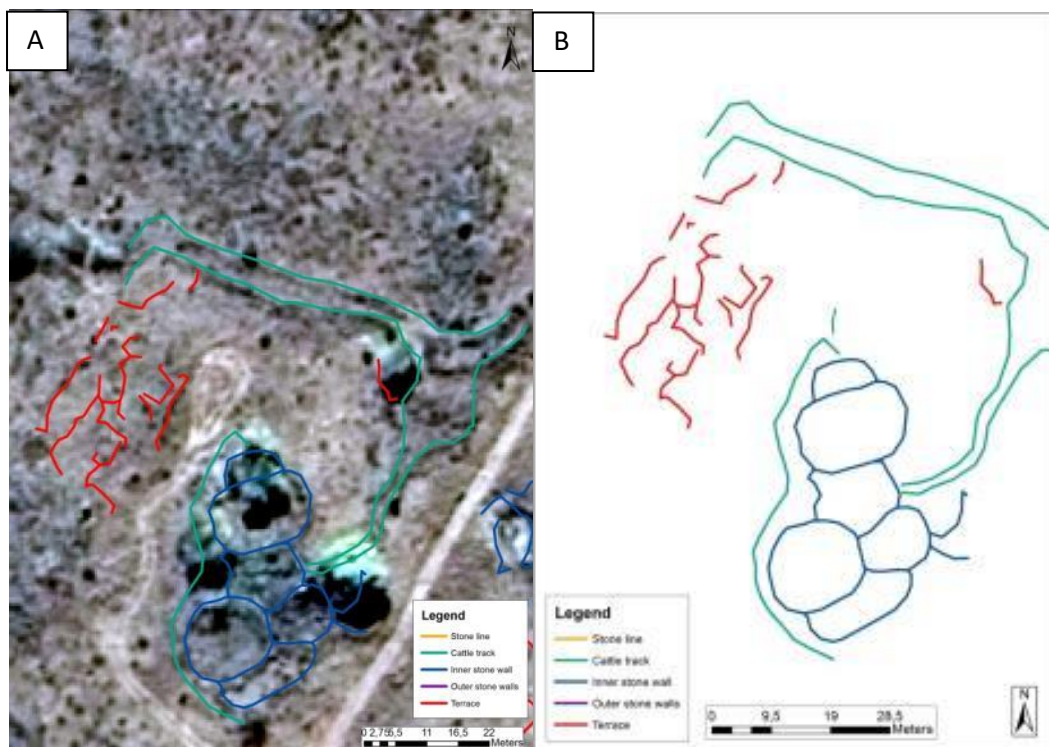 A
N
Legend
Stone line
Cattle track
Inner stone wall
Outer stone walls
Terrace
0 2,75 5,5 11 16,5 22
Meters
B
N
Legend
Stone line
Cattle track
Inner stone wall
Outer stone walls
Terrace
0 9,5 19 28,5
Meters